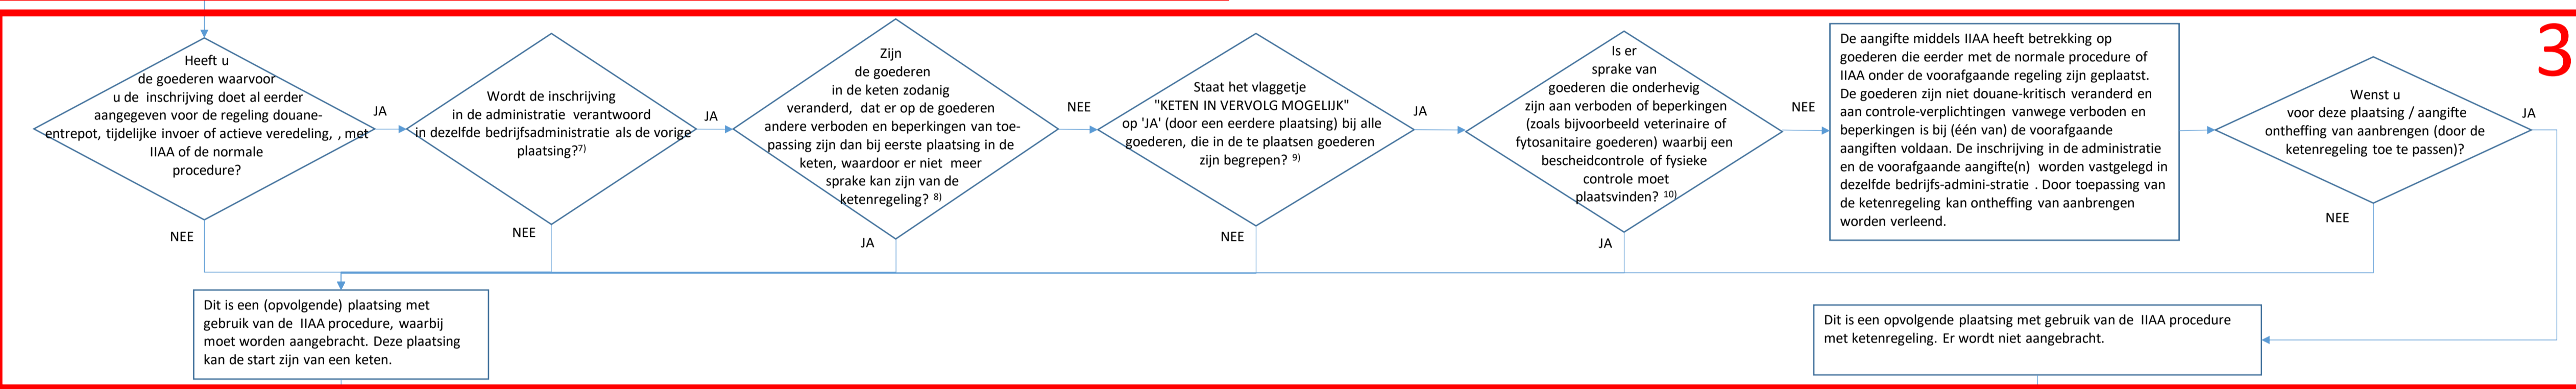 3
Heeft u
de goederen waarvoor
u de inschrijving doet al eerder
aangegeven voor de regeling douane-
entrepot, tijdelijke invoer of actieve veredeling, , met
IIAA of de normale
procedure?
JA
NEE
Wordt de inschrijving
in de administratie verantwoord
in dezelfde bedrijfsadministratie als de vorige
plaatsing?7)
JA
NEE
Zijn
de goederen
in de keten zodanig
veranderd, dat er op de goederen
andere verboden en beperkingen van toe-
passing zijn dan bij eerste plaatsing in de
keten, waardoor er niet meer
sprake kan zijn van de
ketenregeling? 8)
NEE
JA
Staat het vlaggetje
"KETEN IN VERVOLG MOGELIJK"
op 'JA' (door een eerdere plaatsing) bij alle
goederen, die in de te plaatsen goederen
zijn begrepen? 9)
JA
NEE
Is er
sprake van
goederen die onderhevig
zijn aan verboden of beperkingen
(zoals bijvoorbeeld veterinaire of
fytosanitaire goederen) waarbij een
bescheidcontrole of fysieke
controle moet
plaatsvinden? 10)
NEE
JA
De aangifte middels IIAA heeft betrekking op
goederen die eerder met de normale procedure of
IIAA onder de voorafgaande regeling zijn geplaatst.
De goederen zijn niet douane-kritisch veranderd en
aan controle-verplichtingen vanwege verboden en
beperkingen is bij (één van) de voorafgaande
aangiften voldaan. De inschrijving in de administratie
en de voorafgaande aangifte(n) worden vastgelegd in
dezelfde bedrijfs-admini-stratie . Door toepassing van
de ketenregeling kan ontheffing van aanbrengen
worden verleend.
Wenst u
voor deze plaatsing / aangifte
ontheffing van aanbrengen (door de
ketenregeling toe te passen)?
JA
NEE
Dit is een (opvolgende) plaatsing met
gebruik van de IIAA procedure, waarbij
moet worden aangebracht. Deze plaatsing
kan de start zijn van een keten.
Dit is een opvolgende plaatsing met gebruik van de IIAA procedure
met ketenregeling. Er wordt niet aangebracht.